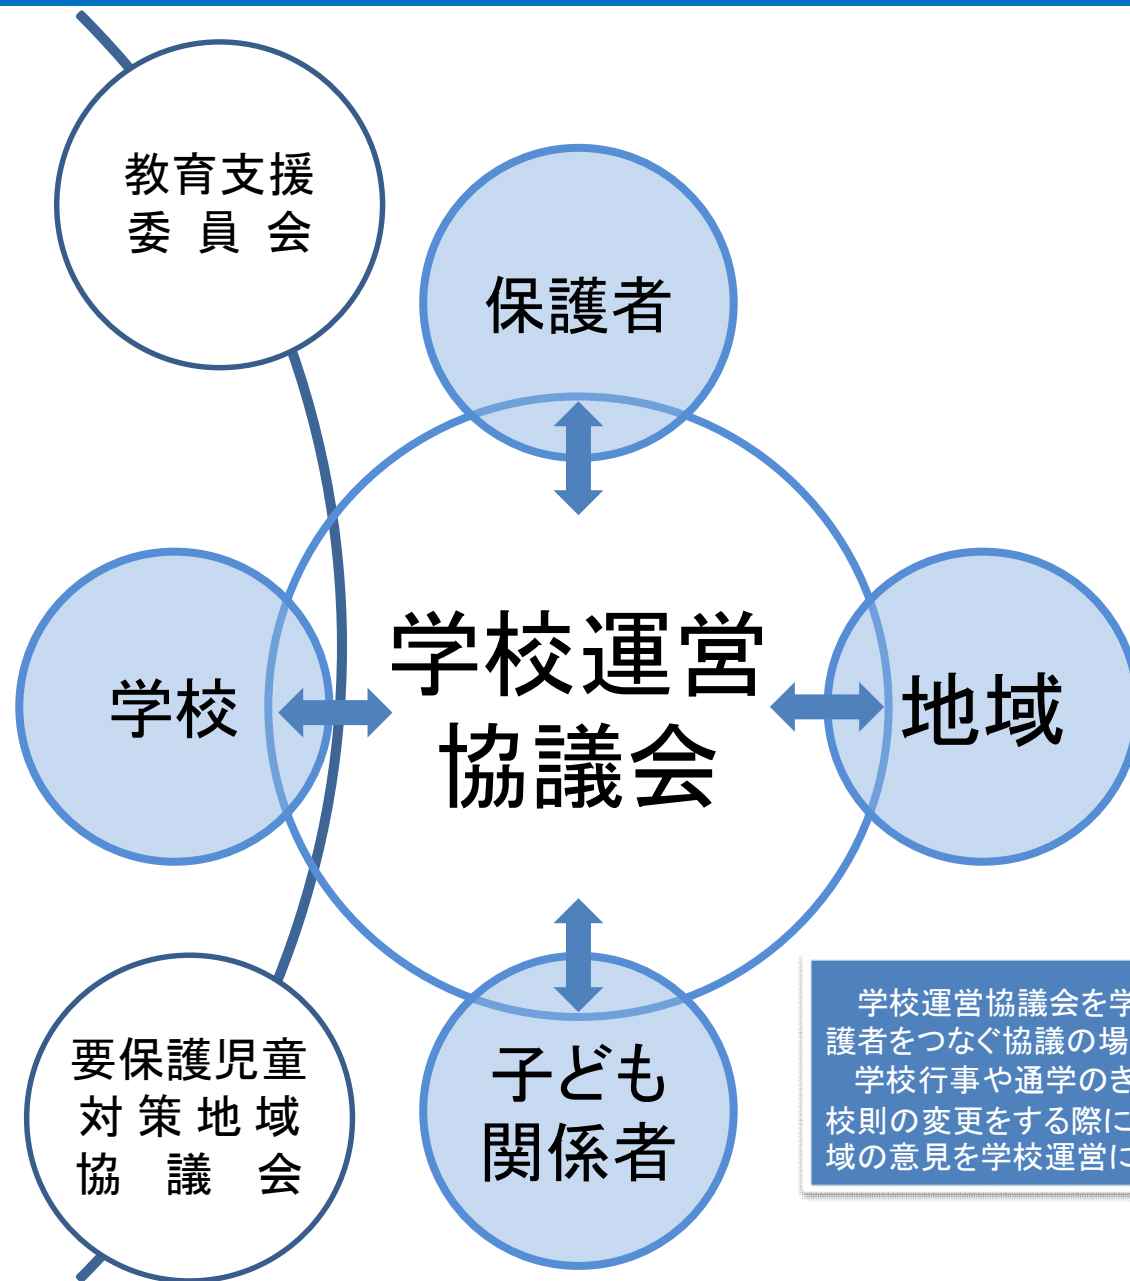 教育支援
委 員 会
保護者
学校運営
協議会
学校
地域
要保護児童
対 策 地 域
協 議 会
子ども
関係者
学校運営協議会を学
護者をつなぐ協議の場
学校行事や通学のき
校則の変更をする際に
域の意見を学校運営に